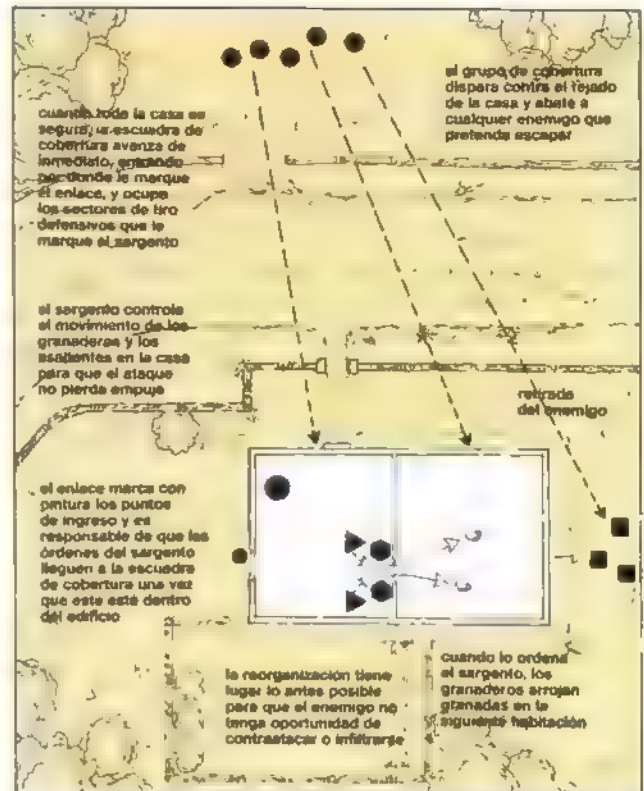 el grupo de cobertura
dispara contra el tejado
de la casa y abate a
cualquier enemigo que
pretenda escapar
cuando toda la casa es
segura, la escuadra de
cobertura avanza de
inmediato, entrando
por donde le marque
el enlace, y ocupa
los sectores de tiro
defensivos que le
marque el sargento
el sargento controla
el movimiento de los
granaderos y los
asaltantes en la casa
para que el ataque
no pierda empuje
retirada
del enemigo
el enlace marca con
pintura los puntos
de ingreso y es
responsable de que las
órdenes del sargento
lleguen a la escuadra
de cobertura una vez
que este esté dentro
del edificio
la reorganización tiene
lugar lo antes posible
para que el enemigo no
tenga oportunidad de
contraatacar o infiltrarse
cuando lo ordena
el sargento, los
granaderos arrojan
granadas en la
siguiente habitación